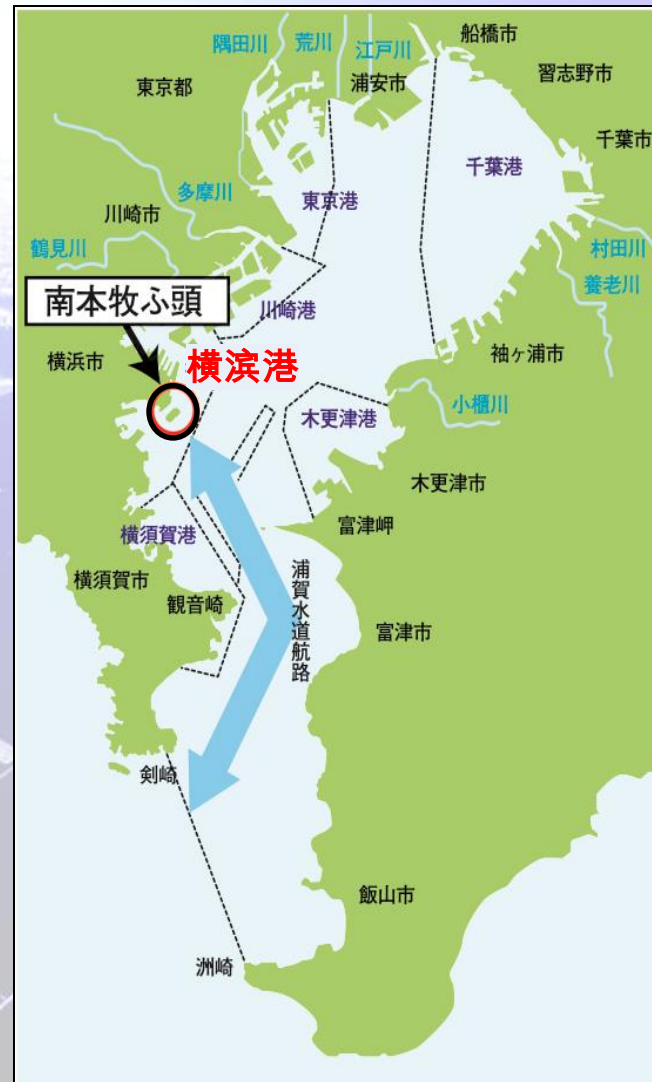 隅田川
荒川
江戸川
船橋市
東京都
浦安市
習志野市
千葉市
千葉港
多摩川
東京港
川崎市
鶴見川
村田川
養老川
南本牧ふ頭
川崎港
横浜市
横滨港
袖ヶ浦市
小櫃川
木更津港
木更津市
富津岬
横須賀港
横須賀市
観音崎
浦賀水道航路
富津市
剣崎
飯山市
洲崎